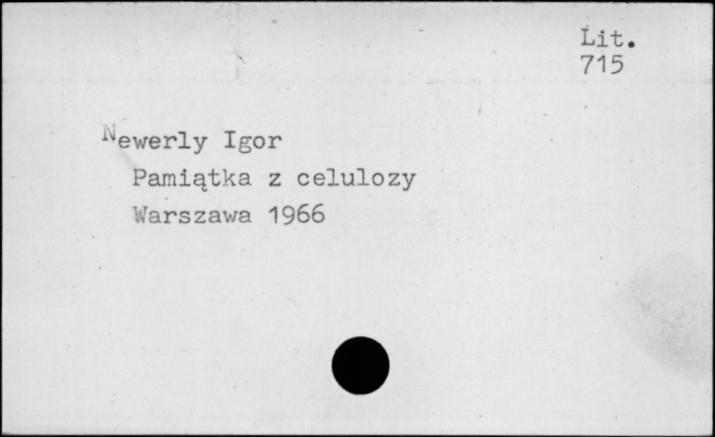 Lit.
715
Newerly Igor
Pamiątka z celulozy
Warszawa 1966